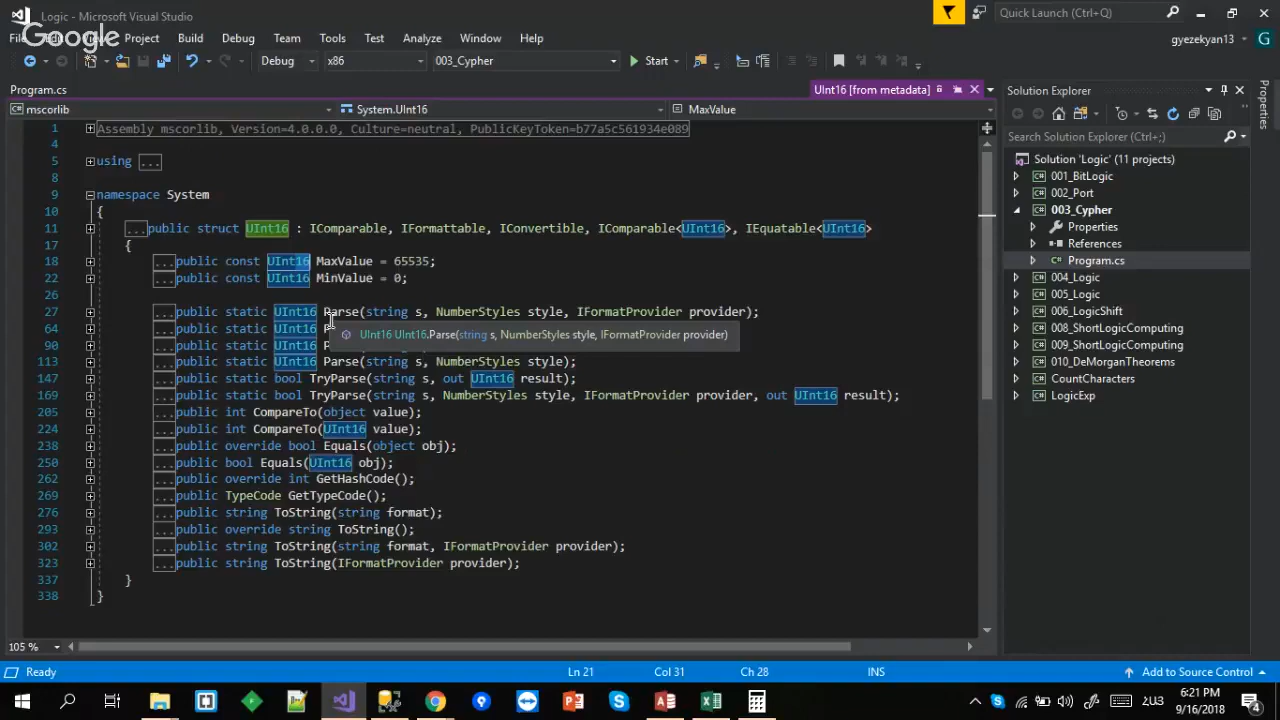 Logic - Microsoft Visual Studio
Quick Launch (Ctrl+Q)
Google
Project Build Debug Team Tools Test Analyze Window Help
gyezekyan13 G
Debug x86 003_Cypher Start
Program.cs
UInt16 [from metadata]
mscorlib System.UInt16 MaxValue
1 Assembly mscorlib, Version=4.0.0.0, Culture=neutral, PublicKeyToken=b77a5c561934e089
4
5 using ...
8
9 namespace System
10 {
11 ...public struct UInt16 : IComparable, IFormattable, IConvertible, IComparable<UInt16>, IEquatable<UInt16>
17 {
18 ...public const UInt16 MaxValue = 65535;
22 ...public const UInt16 MinValue = 0;
26
27 ...public static UInt16 Parse(string s, NumberStyles style, IFormatProvider provider);
64 ...public static UInt16
UInt16 UInt16.Parse(string s, NumberStyles style, IFormatProvider provider)
90 ...public static UInt16
113 ...public static UInt16 Parse(string s, NumberStyles style);
147 ...public static bool TryParse(string s, out UInt16 result);
169 ...public static bool TryParse(string s, NumberStyles style, IFormatProvider provider, out UInt16 result);
205 ...public int CompareTo(object value);
224 ...public int CompareTo(UInt16 value);
238 ...public override bool Equals(object obj);
250 ...public bool Equals(UInt16 obj);
262 ...public override int GetHashCode();
269 ...public TypeCode GetTypeCode();
276 ...public string ToString(string format);
293 ...public override string ToString();
302 ...public string ToString(string format, IFormatProvider provider);
323 ...public string ToString(IFormatProvider provider);
337 }
338 }
105 %
Solution Explorer
Search Solution Explorer (Ctrl+;)
Solution 'Logic' (11 projects)
001_BitLogic
002_Port
003_Cypher
Properties
References
Program.cs
004_Logic
005_Logic
006_LogicShift
008_ShortLogicComputing
009_ShortLogicComputing
010_DeMorganTheorems
CountCharacters
LogicExp
Properties
Ready Ln 21 Col 31 Ch 28 INS Add to Source Control
ՀԱՅ 6:21 PM
9/16/2018
4